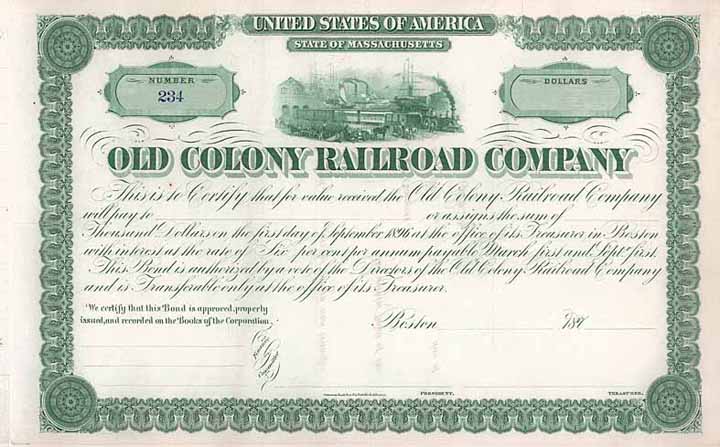 UNITED STATES OF AMERICA
STATE OF MASSACHUSETTS
NUMBER
234
DOLLARS
OLD COLONY RAILROAD COMPANY
This is to Certify that for value received the Old Colony Railroad Company
will pay to or assigns the sum of
Thousand Dollars on the first day of September 1896 at the office of its Treasurer in Boston
with interest at the rate of Six per cent per annum payable March first and Sept. first.
This Bond is authorized by a vote of the Directors of the Old Colony Railroad Company
and is Transferable only at the office of its Treasurer.
We certify that this Bond is approved, properly
issued, and recorded on the Books of the Corporation.
Boston 189
PRESIDENT.
TREASURER.